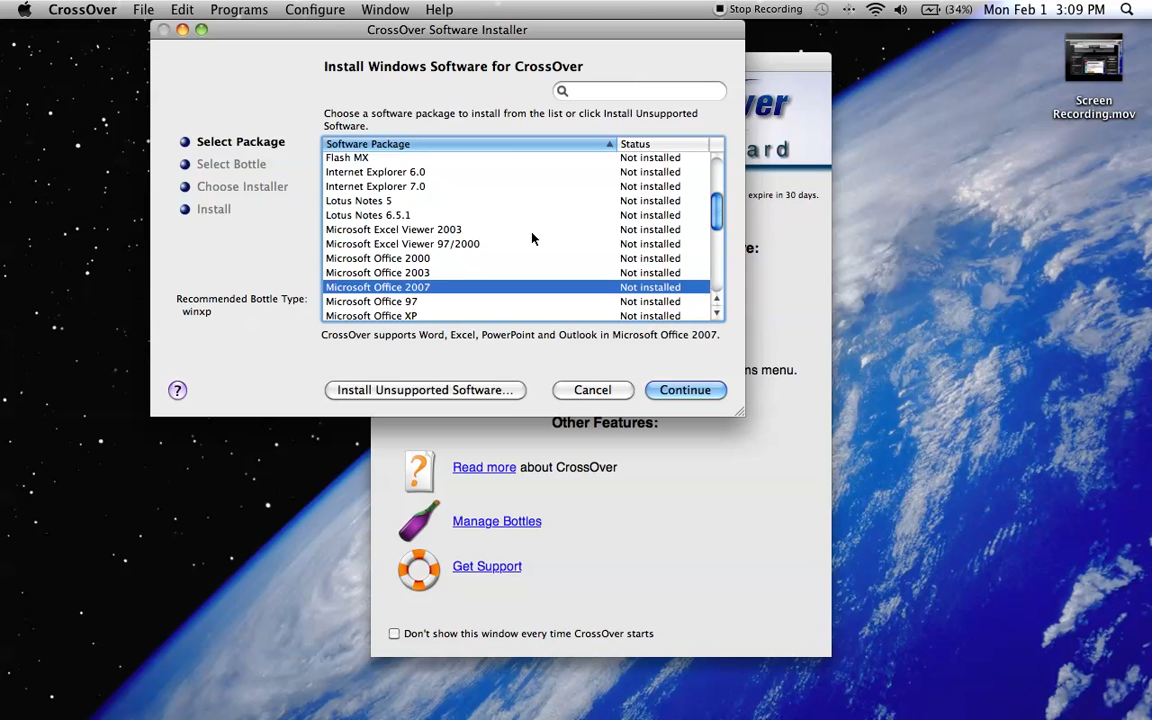 CrossOver File Edit Programs Configure Window Help Stop Recording (34%) Mon Feb 1 3:09 PM
CrossOver Software Installer
Install Windows Software for CrossOver
Choose a software package to install from the list or click Install Unsupported
Software.
Select Package
Select Bottle
Choose Installer
Install
Recommended Bottle Type:
winxp
Software Package Status
Flash MX Not installed
Internet Explorer 6.0 Not installed
Internet Explorer 7.0 Not installed
Lotus Notes 5 Not installed
Lotus Notes 6.5.1 Not installed
Microsoft Excel Viewer 2003 Not installed
Microsoft Excel Viewer 97/2000 Not installed
Microsoft Office 2000 Not installed
Microsoft Office 2003 Not installed
Microsoft Office 2007 Not installed
Microsoft Office 97 Not installed
Microsoft Office XP Not installed
CrossOver supports Word, Excel, PowerPoint and Outlook in Microsoft Office 2007.
? Install Unsupported Software... Cancel Continue
ver
ard
expire in 30 days.
e:
ns menu.
Other Features:
? Read more about CrossOver
Manage Bottles
Get Support
Don't show this window every time CrossOver starts
Screen
Recording.mov